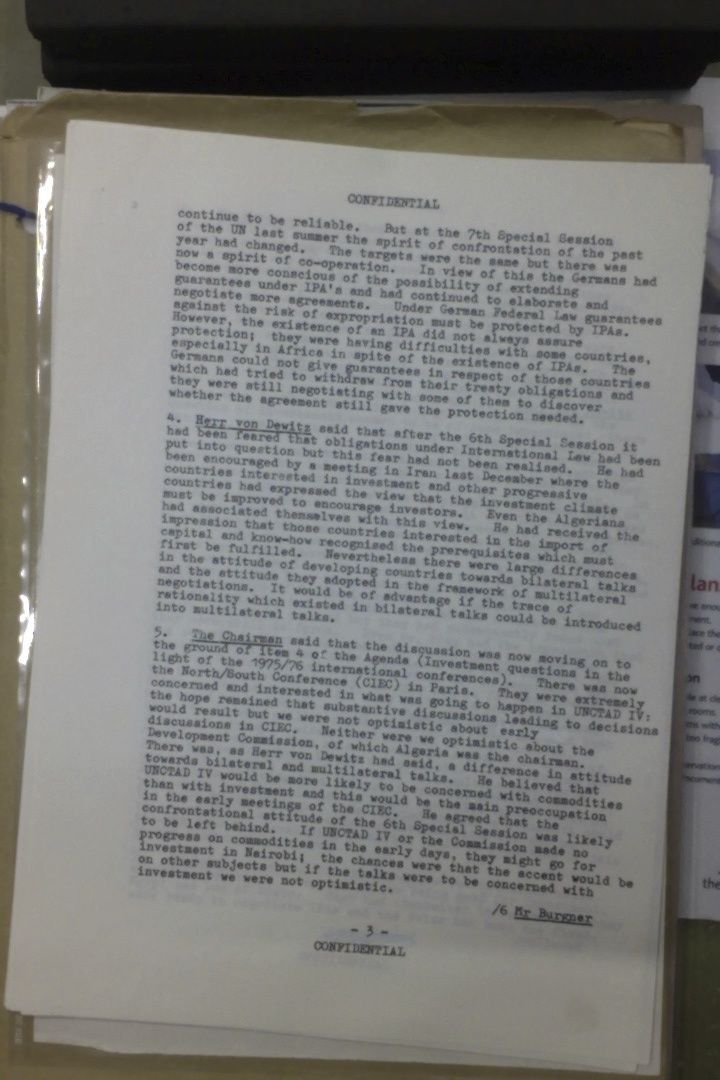 CONFIDENTIAL
continue to be reliable. But at the 7th Special Session
of the UN last summer the spirit of confrontation of the past
year had changed. The targets were the same but there was
now a spirit of co-operation. In view of this the Germans had
become more conscious of the possibility of extending
guarantees under IPA's and had continued to elaborate and
negotiate more agreements. Under German Federal Law guarantees
against the risk of expropriation must be protected by IPAs.
However, the existence of an IPA did not always assure
protection; they were having difficulties with some countries,
especially in Africa in spite of the existence of IPAs. The
Germans could not give guarantees in respect of those countries
which had tried to withdraw from their treaty obligations and
they were still negotiating with some of them to discover
whether the agreement still gave the protection needed.
4. Herr von Dewitz said that after the 6th Special Session it
had been feared that obligations under International Law had been
put into question but this fear had not been realised. He had
been encouraged by a meeting in Iran last December where the
countries interested in investment and other progressive
countries had expressed the view that the investment climate
must be improved to encourage investors. Even the Algerians
had associated themselves with this view. He had received the
impression that those countries interested in the import of
capital and know-how recognised the prerequisites which must
first be fulfilled. Nevertheless there were large differences
in the attitude of developing countries towards bilateral talks
and the attitude they adopted in the framework of multilateral
negotiations. It would be of advantage if the trace of
rationality which existed in bilateral talks could be introduced
into multilateral talks.
5. The Chairman said that the discussion was now moving on to
the ground of Item 4 of the Agenda (Investment questions in the
light of the 1975/76 international conferences). There was now
the North/South Conference (CIEC) in Paris. They were extremely
concerned and interested in what was going to happen in UNCTAD IV:
the hope remained that substantive discussions leading to decisions
would result but we were not optimistic about early
discussions in CIEC. Neither were we optimistic about the
Development Commission, of which Algeria was the chairman.
There was, as Herr von Dewitz had said, a difference in attitude
towards bilateral and multilateral talks. He believed that
UNCTAD IV would be more likely to be concerned with commodities
than with investment and this would be the main preoccupation
in the early meetings of the CIEC. He agreed that the
confrontational attitude of the 6th Special Session was likely
to be left behind. If UNCTAD IV or the Commission made no
progress on commodities in the early days, they might go for
investment in Nairobi; the chances were that the accent would be
on other subjects but if the talks were to be concerned with
investment we were not optimistic.
/6 Mr Burgner
- 3 -
CONFIDENTIAL